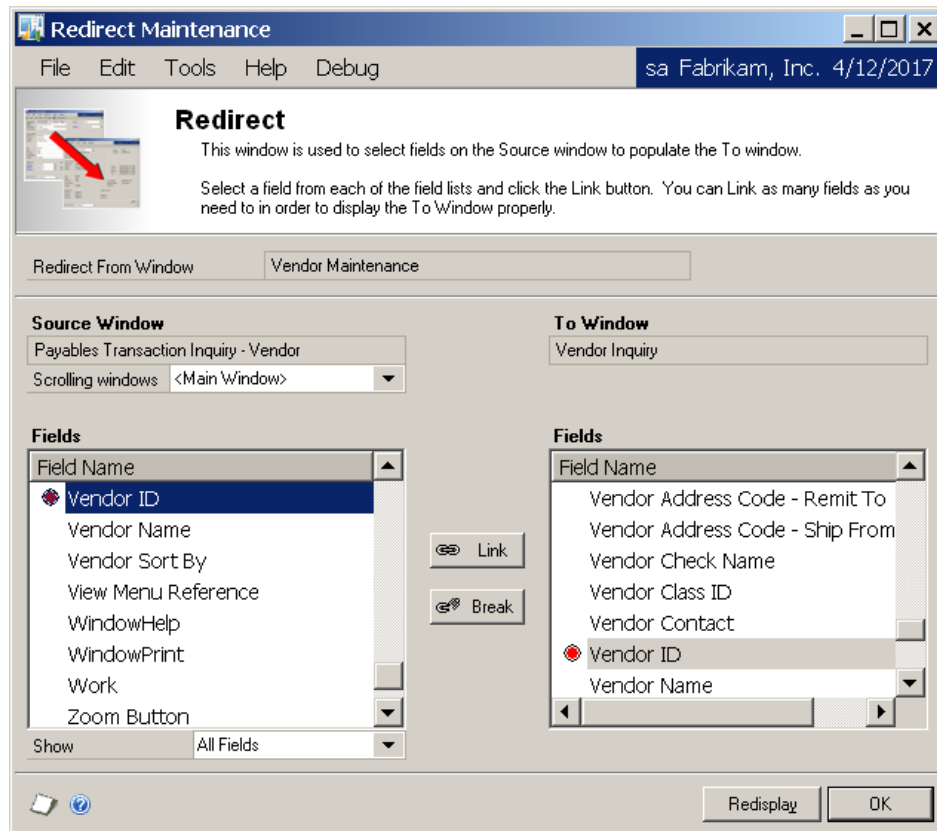 Redirect Maintenance
File Edit Tools Help Debug sa Fabrikam, Inc. 4/12/2017
Redirect
This window is used to select fields on the Source window to populate the To window.
Select a field from each of the field lists and click the Link button. You can Link as many fields as you
need to in order to display the To Window properly.
Redirect From Window Vendor Maintenance
Source Window To Window
Payables Transaction Inquiry - Vendor Vendor Inquiry
Scrolling windows <Main Window>
Fields Fields
Field Name Field Name
Vendor ID Vendor Address Code - Remit To
Vendor Name Vendor Address Code - Ship From
Vendor Sort By Link Vendor Check Name
View Menu Reference Break Vendor Class ID
WindowHelp Vendor Contact
WindowPrint Vendor ID
Work Vendor Name
Zoom Button
Show All Fields
Redisplay OK